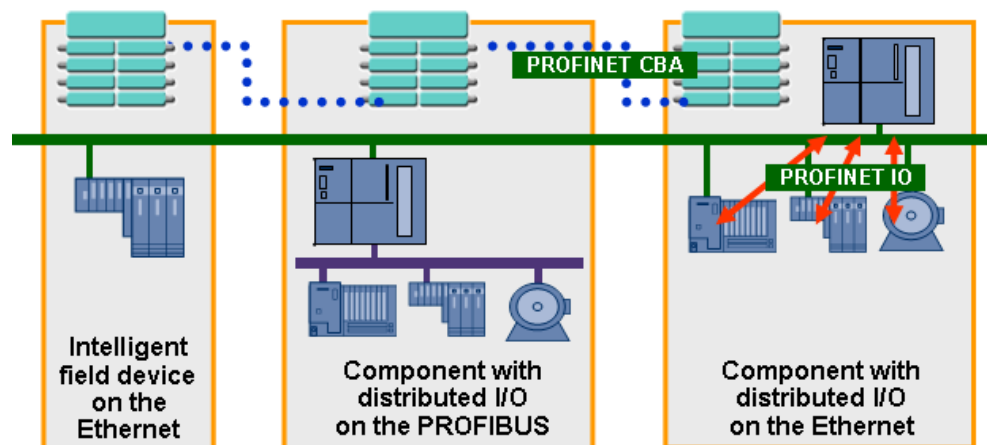 PROFINET CBA
PROFINET IO
Intelligent
field device
on the
Ethernet
Component with
distributed I/O
on the PROFIBUS
Component with
distributed I/O
on the Ethernet